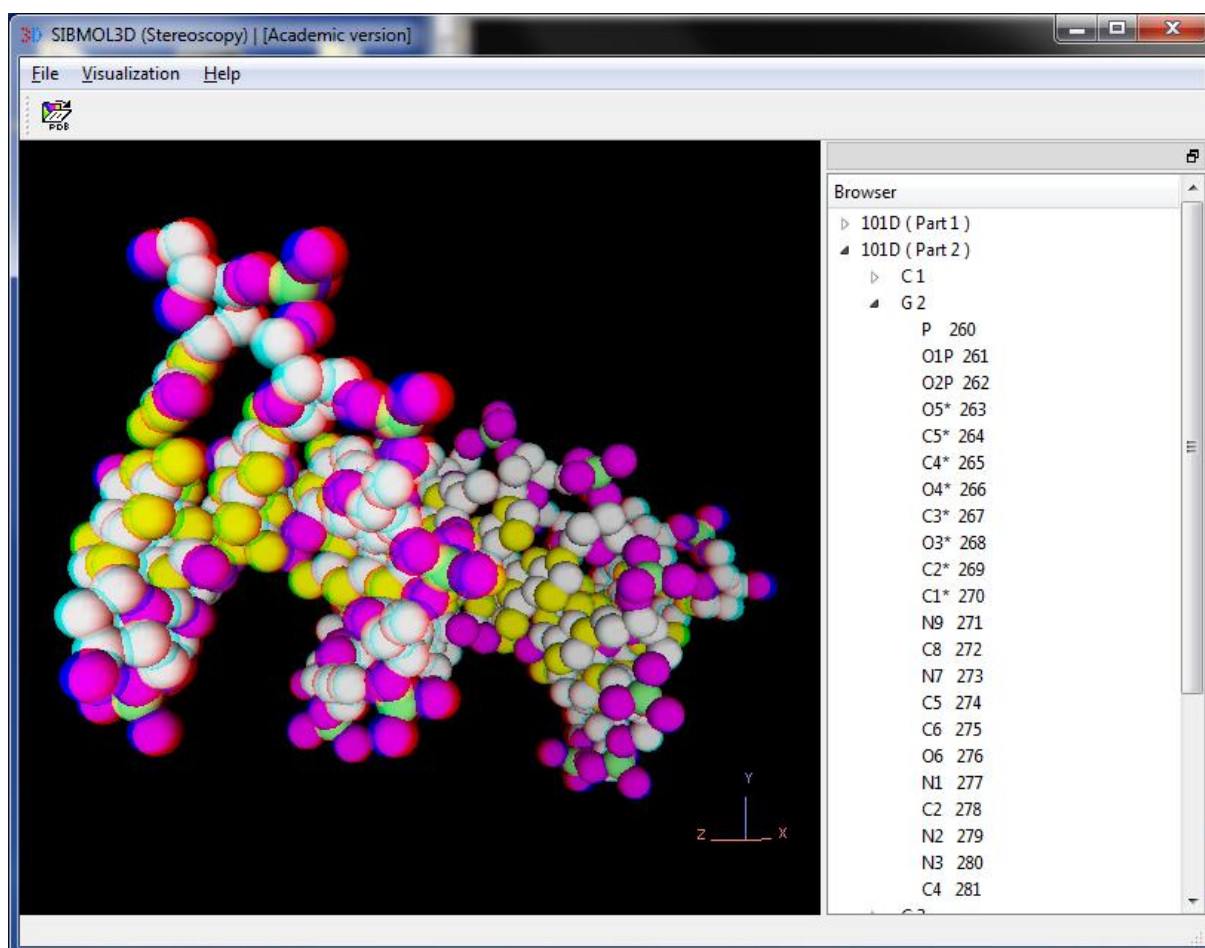 3D SIBMOL3D (Stereoscopy) | [Academic version]
File Visualization Help
PDB
Browser
101D ( Part 1 )
101D ( Part 2 )
C 1
G 2
P 260
O1P 261
O2P 262
O5* 263
C5* 264
C4* 265
O4* 266
C3* 267
O3* 268
C2* 269
C1* 270
N9 271
C8 272
N7 273
C5 274
C6 275
O6 276
N1 277
C2 278
N2 279
N3 280
C4 281
Y
Z X